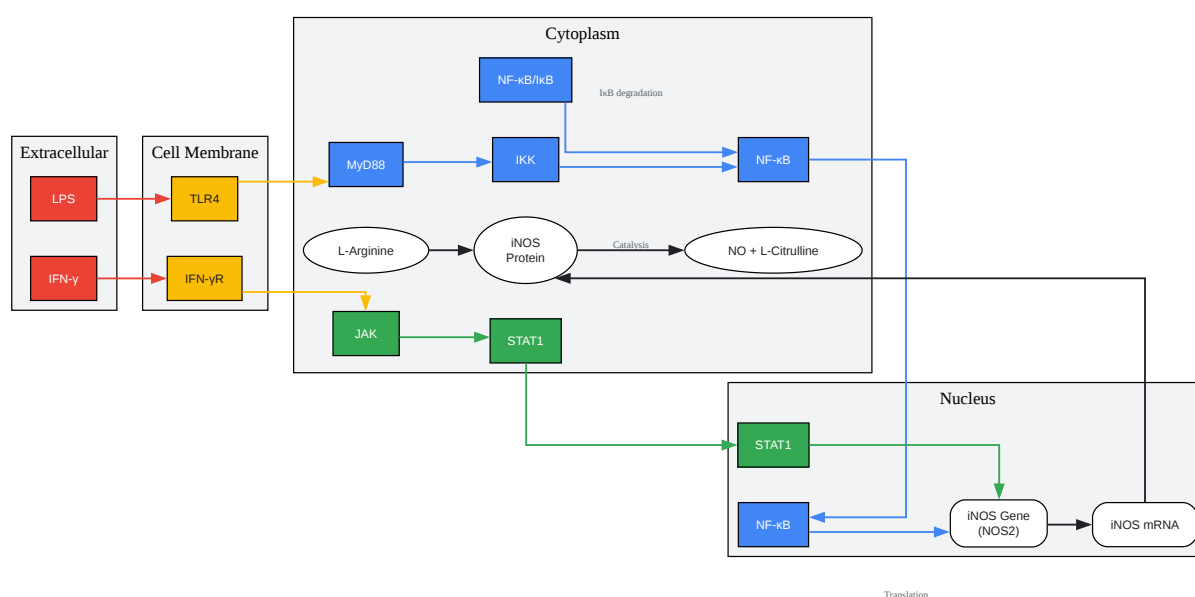 Cytoplasm
NF-κB/IκB
IκB degradation
Extracellular
Cell Membrane
MyD88
IKK
NF-κB
LPS
TLR4
L-Arginine
iNOS
Protein
Catalysis
NO + L-Citrulline
IFN-γ
IFN-γR
JAK
STAT1
Nucleus
STAT1
NF-κB
iNOS Gene
(NOS2)
iNOS mRNA
Translation